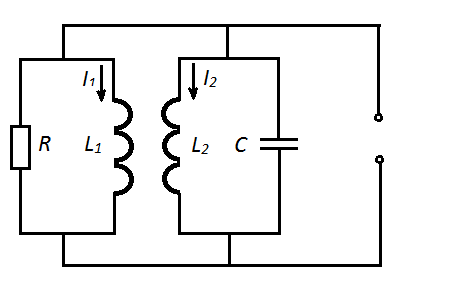 I₁ I₂
R L₁ L₂ C